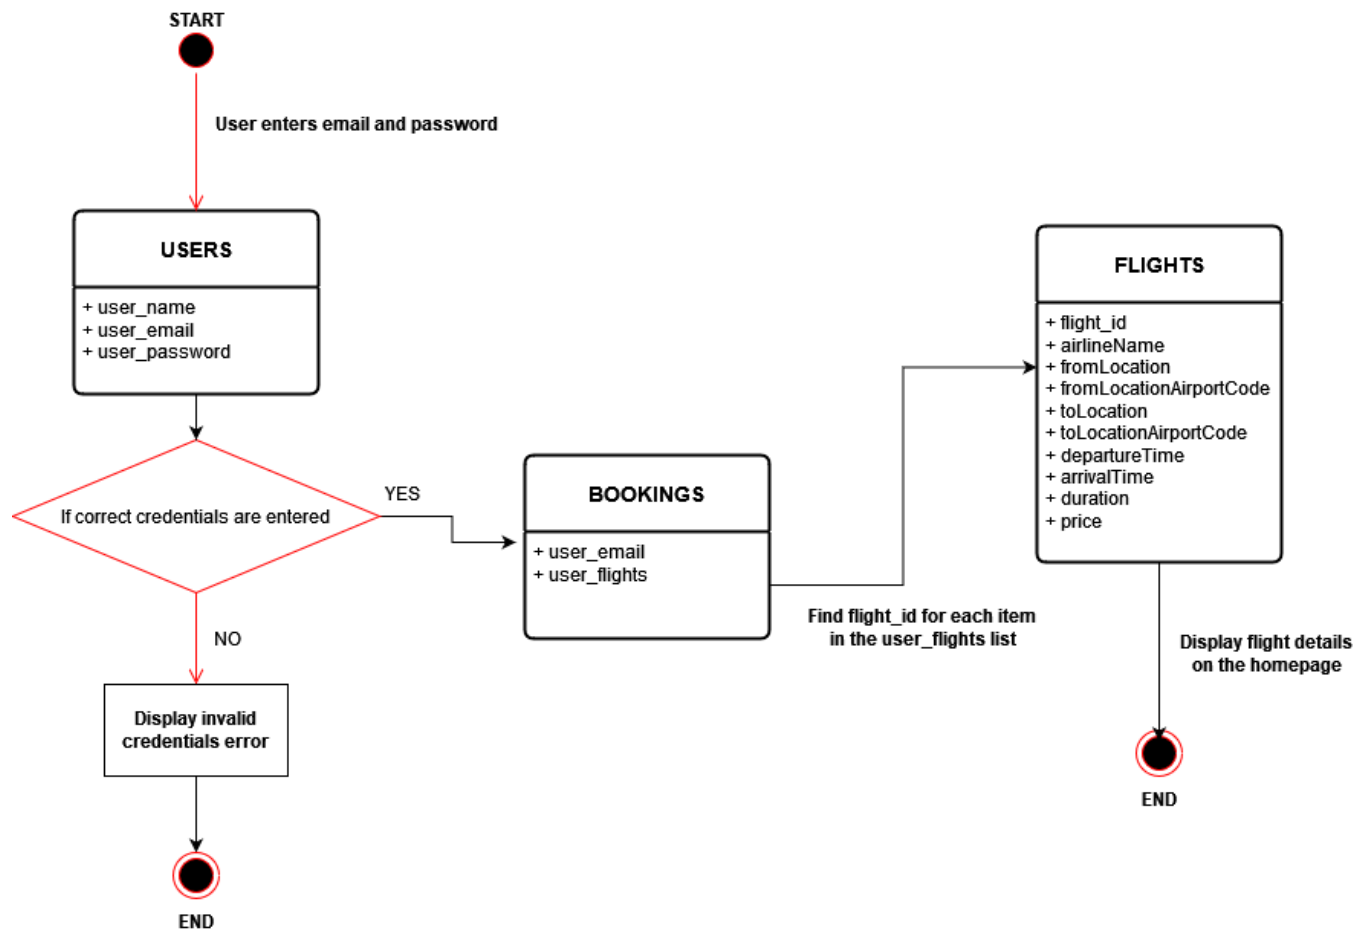 START
User enters email and password
USERS
+ user_name
+ user_email
+ user_password
If correct credentials are entered
YES
NO
Display invalid
credentials error
END
BOOKINGS
+ user_email
+ user_flights
Find flight_id for each item
in the user_flights list
FLIGHTS
+ flight_id
+ airlineName
+ fromLocation
+ fromLocationAirportCode
+ toLocation
+ toLocationAirportCode
+ departureTime
+ arrivalTime
+ duration
+ price
Display flight details
on the homepage
END